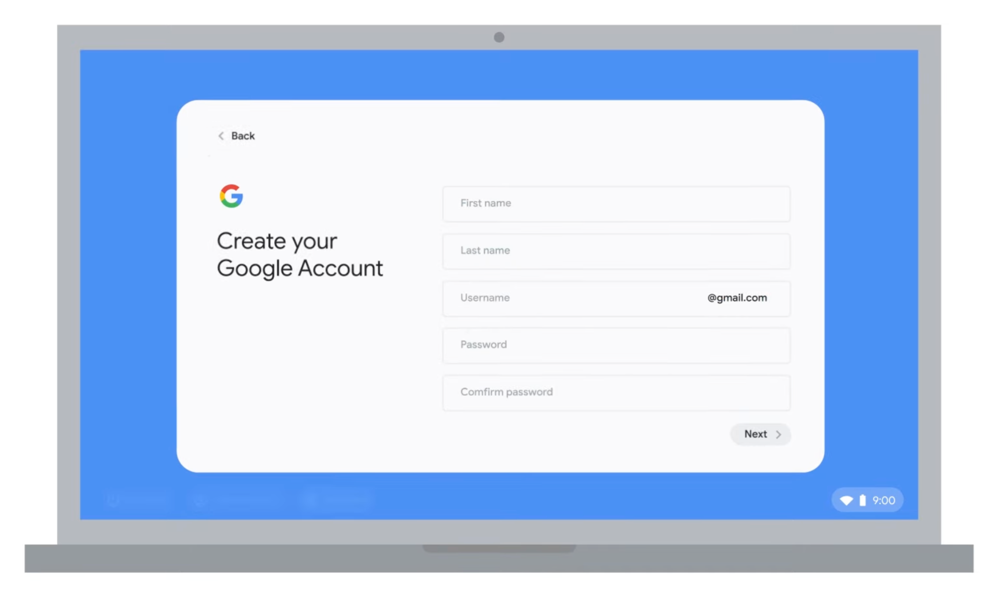 Back
Create your
Google Account
First name
Last name
Username @gmail.com
Password
Comfirm password
Next
9:00